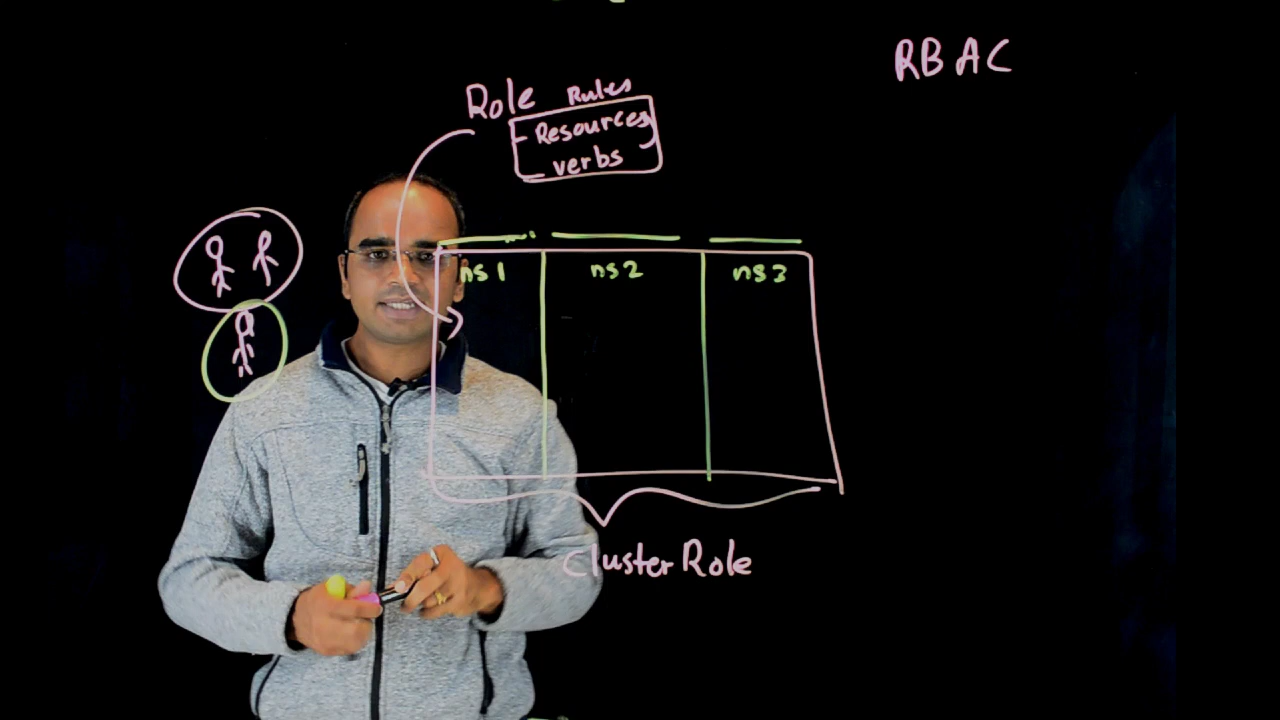 RBAC
Role Rules
- Resources
- verbs
ns1 ns2 ns3
Cluster Role